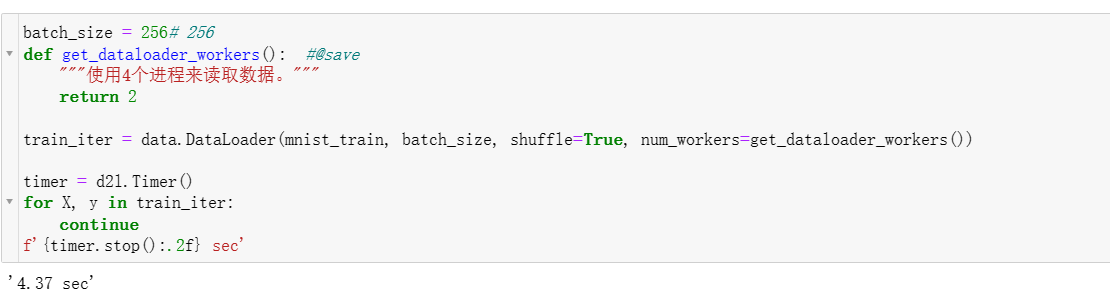 batch_size = 256# 256
def get_dataloader_workers():  #@save
    """使用4个进程来读取数据。"""
    return 2
train_iter = data.DataLoader(mnist_train, batch_size, shuffle=True, num_workers=get_dataloader_workers())
timer = d2l.Timer()
for X, y in train_iter:
    continue
f'{timer.stop():.2f} sec'
'4.37 sec'